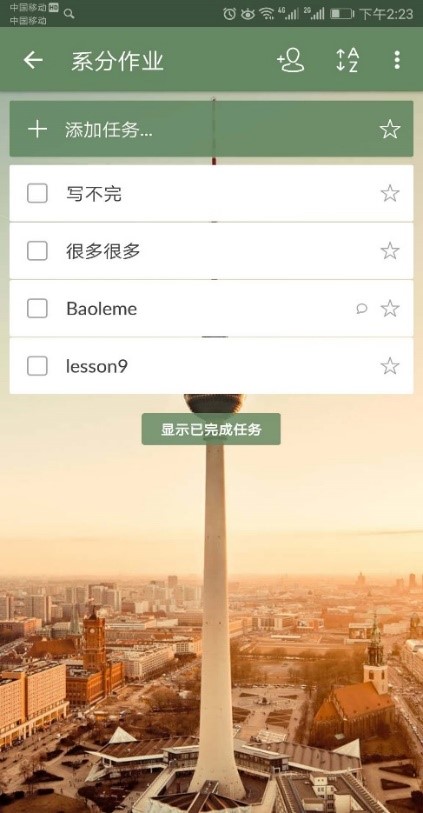 中国移动 HD
中国移动
4G 2G 下午2:23
系分作业
A
Z
添加任务...
写不完
很多很多
Baoleme
lesson9
显示已完成任务